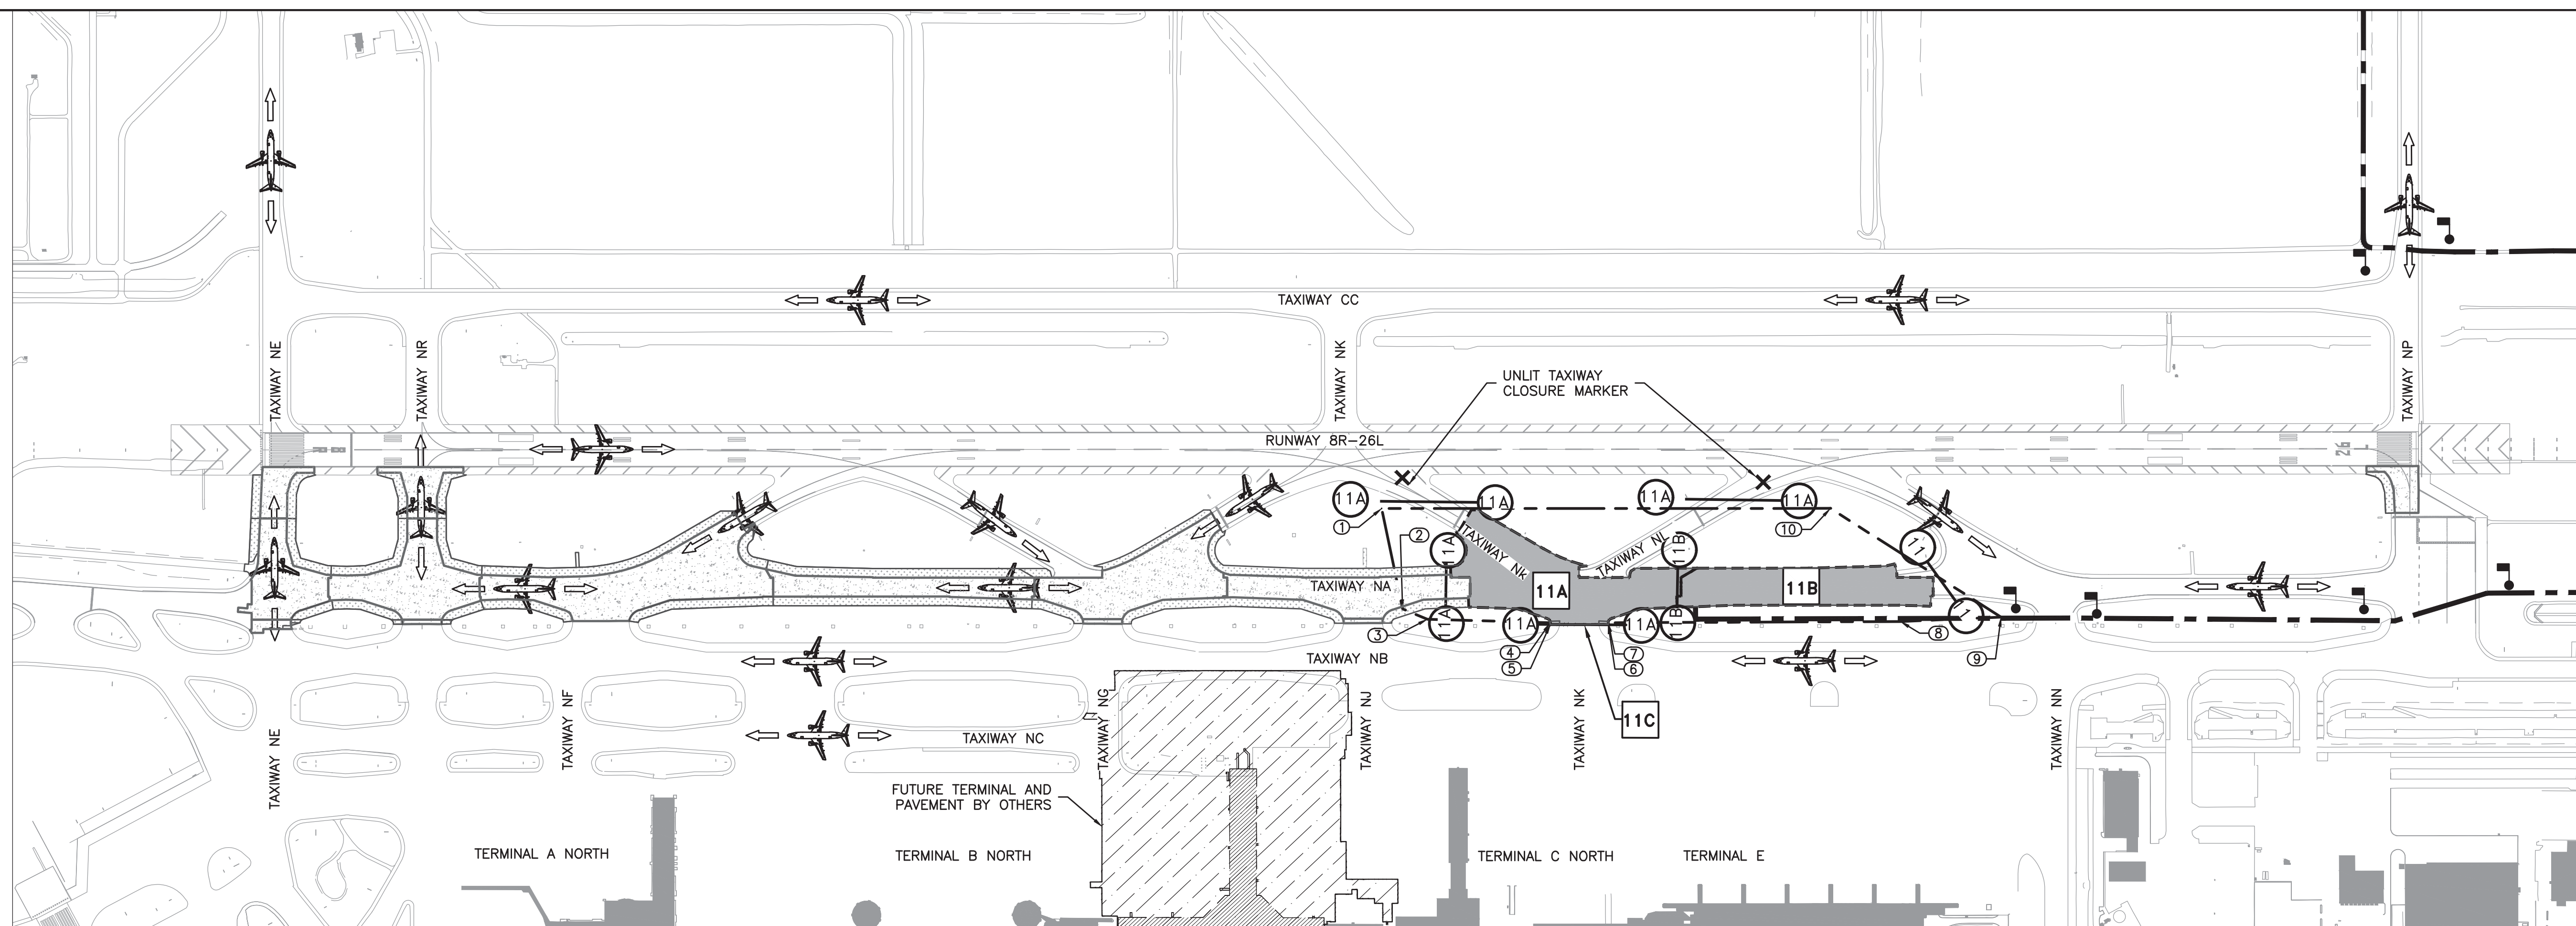 TAXIWAY CC
TAXIWAY NE
TAXIWAY NR
TAXIWAY NK
TAXIWAY NP
UNLIT TAXIWAY
CLOSURE MARKER
RUNWAY 8R-26L
26
L
11A
11A
11A
11A
1
10
2
11A
TAXIWAY NK
TAXIWAY NL
11B
11
TAXIWAY NA
11A
11B
3
11A
11A
11A
11B
11
4
5
7
6
8
9
TAXIWAY NB
11C
TAXIWAY NE
TAXIWAY NF
TAXIWAY NG
TAXIWAY NJ
TAXIWAY NK
TAXIWAY NN
TAXIWAY NC
FUTURE TERMINAL AND
PAVEMENT BY OTHERS
TERMINAL A NORTH
TERMINAL B NORTH
TERMINAL C NORTH
TERMINAL E